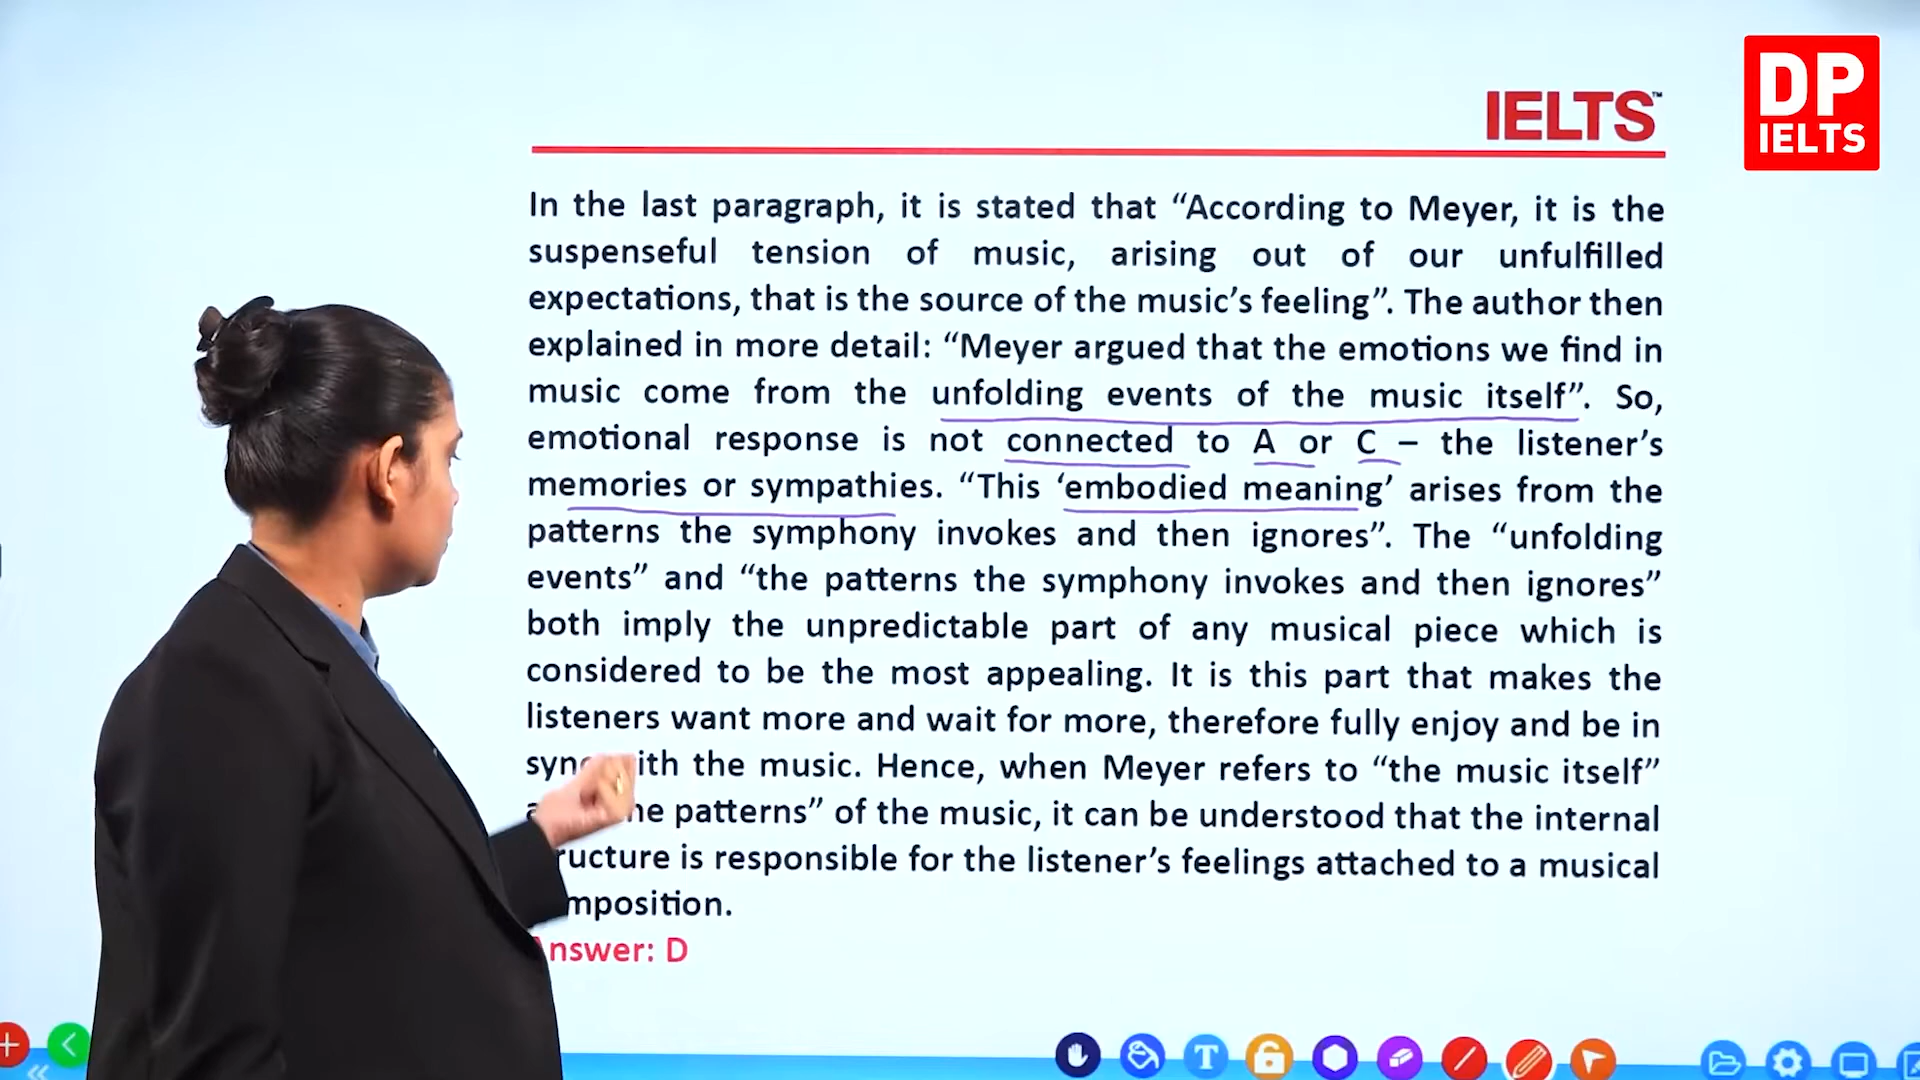 DP
IELTS
IELTS™
In the last paragraph, it is stated that “According to Meyer, it is the
suspenseful tension of music, arising out of our unfulfilled
expectations, that is the source of the music’s feeling”. The author then
explained in more detail: “Meyer argued that the emotions we find in
music come from the unfolding events of the music itself”. So,
emotional response is not connected to A or C – the listener’s
memories or sympathies. “This ‘embodied meaning’ arises from the
patterns the symphony invokes and then ignores”. The “unfolding
events” and “the patterns the symphony invokes and then ignores”
both imply the unpredictable part of any musical piece which is
considered to be the most appealing. It is this part that makes the
listeners want more and wait for more, therefore fully enjoy and be in
the music. Hence, when Meyer refers to “the music itself”
patterns” of the music, it can be understood that the internal
is responsible for the listener’s feelings attached to a musical
Answer: D
T